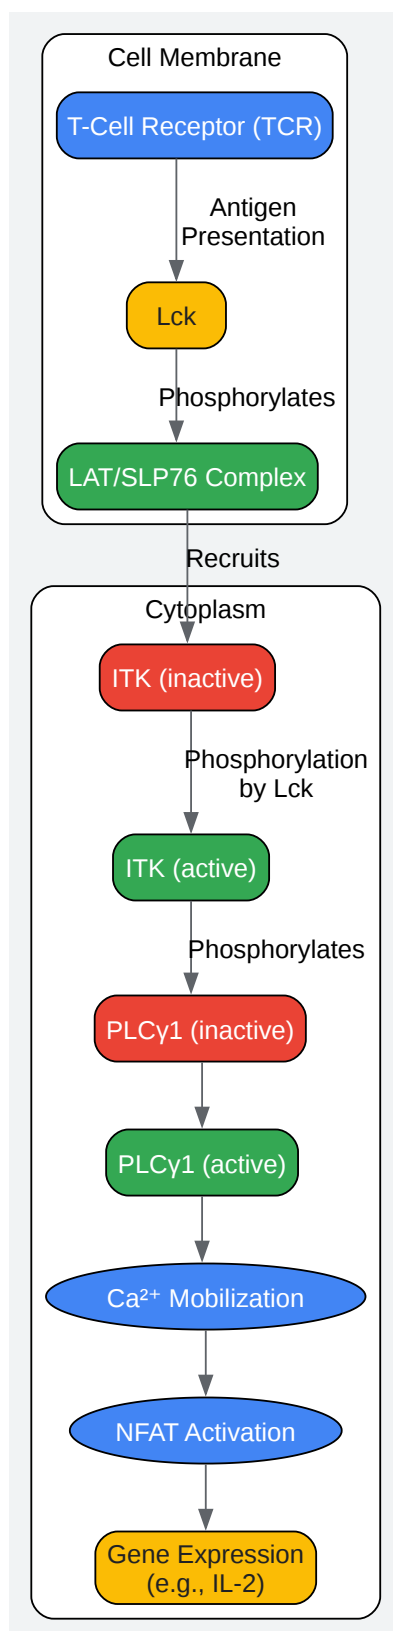 Cell Membrane
T-Cell Receptor (TCR)
Antigen
Presentation
Lck
Phosphorylates
LAT/SLP76 Complex
Recruits
Cytoplasm
ITK (inactive)
Phosphorylation
by Lck
ITK (active)
Phosphorylates
PLCγ1 (inactive)
PLCγ1 (active)
Ca²⁺ Mobilization
NFAT Activation
Gene Expression
(e.g., IL-2)